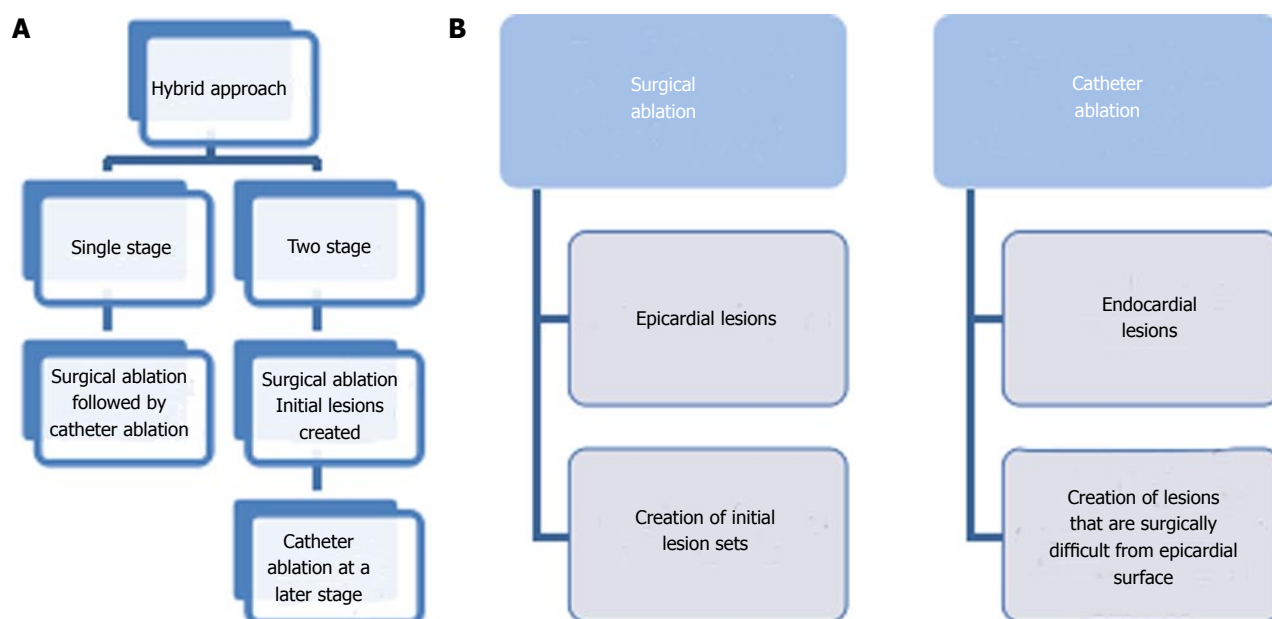 A
Hybrid approach
Single stage
Two stage
Surgical ablation
followed by
catheter ablation
Surgical ablation
Initial lesions
created
Catheter
ablation at a
later stage
B
Surgical
ablation
Epicardial lesions
Creation of initial
lesion sets
Catheter
ablation
Endocardial
lesions
Creation of lesions
that are surgically
difficult from epicardial
surface